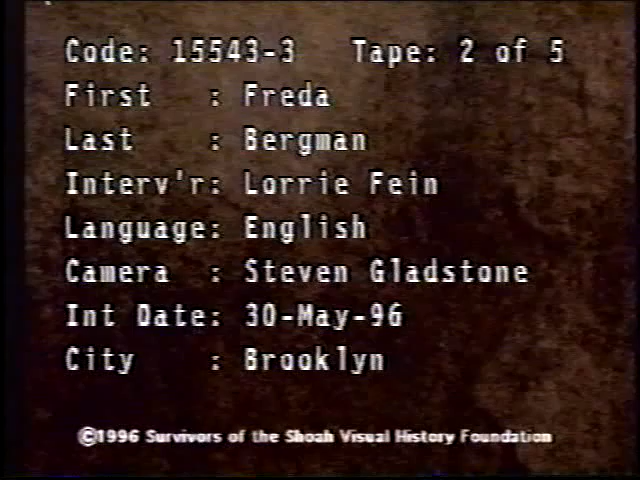 Code: 15543-3 Tape: 2 of 5
First : Freda
Last : Bergman
Interv'r: Lorrie Fein
Language: English
Camera : Steven Gladstone
Int Date: 30-May-96
City : Brooklyn
©1996 Survivors of the Shoah Visual History Foundation